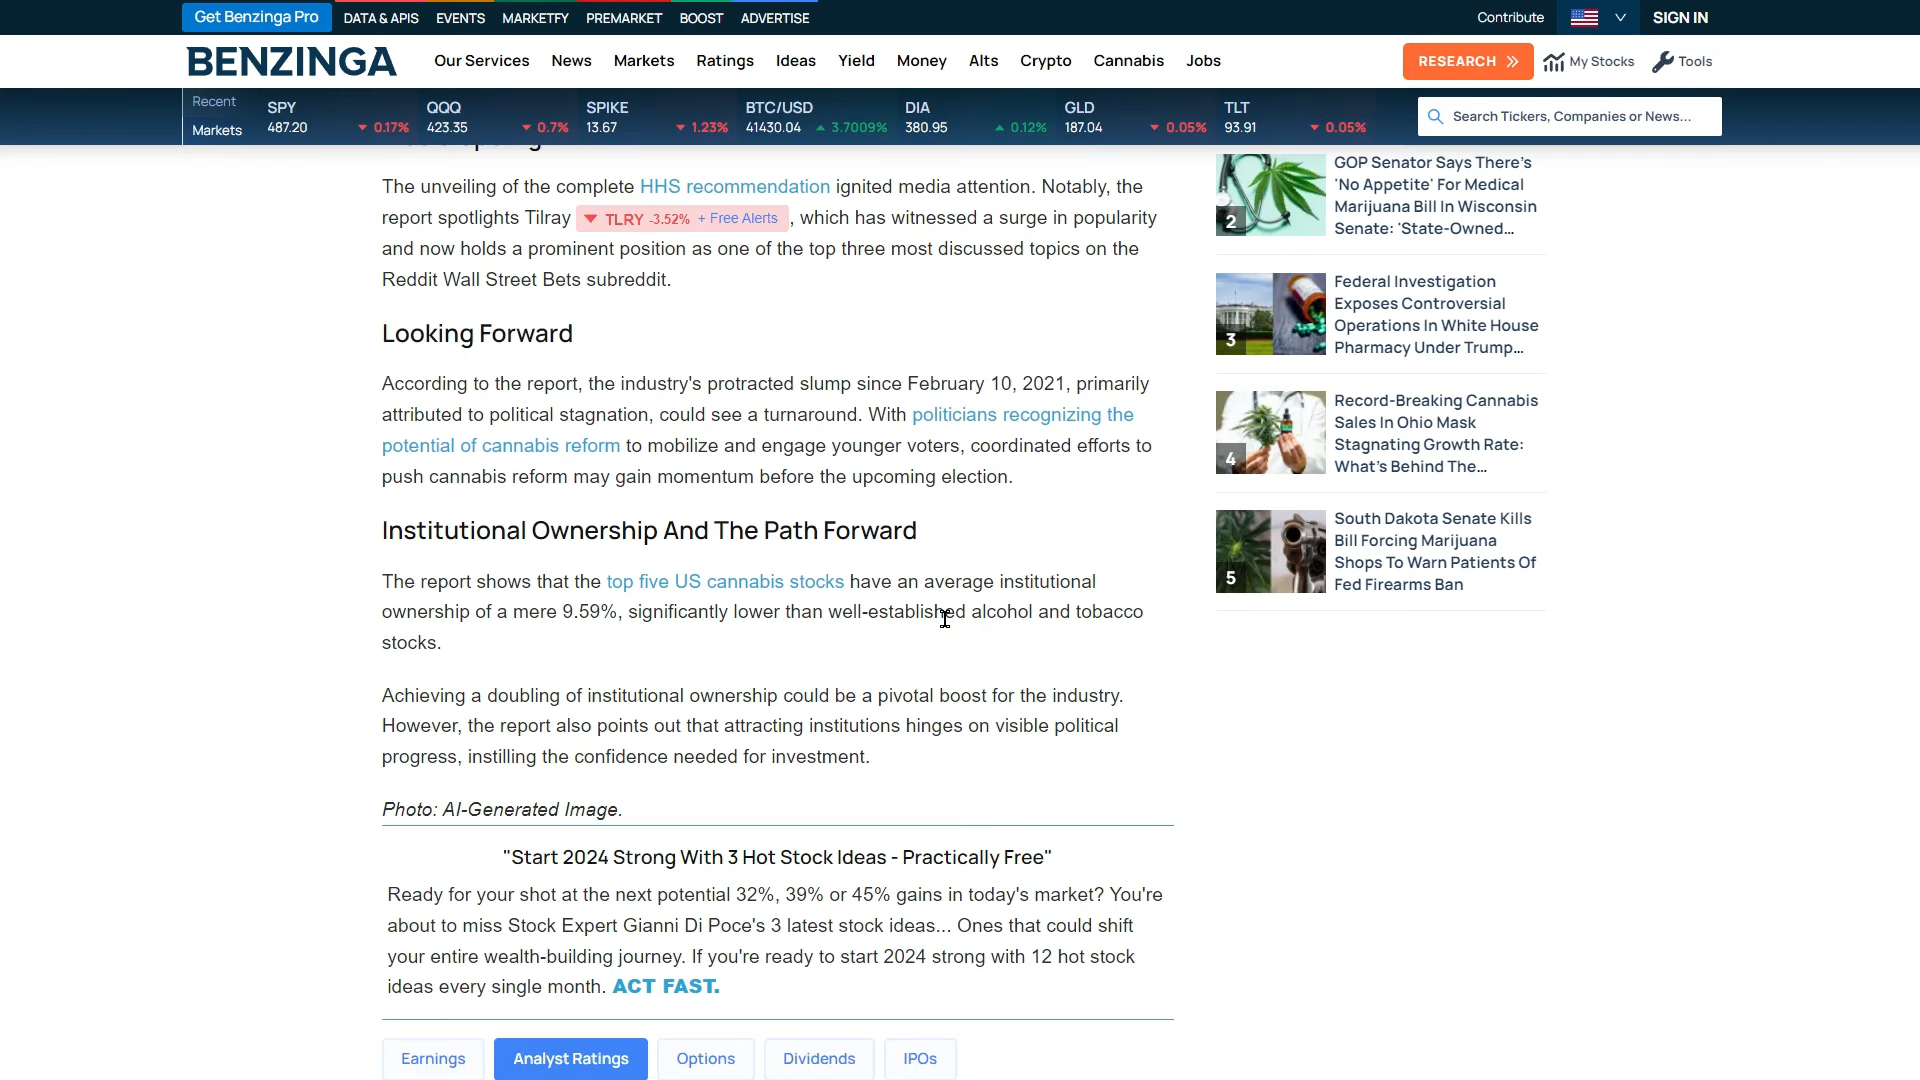 Get Benzinga Pro
DATA & APIS
EVENTS
MARKETFY
PREMARKET
BOOST
ADVERTISE
Contribute
SIGN IN
BENZINGA
Our Services
News
Markets
Ratings
Ideas
Yield
Money
Alts
Crypto
Cannabis
Jobs
RESEARCH
My Stocks
Tools
Recent
Markets
SPY
487.20
0.17%
QQQ
423.35
0.7%
SPIKE
13.67
1.23%
BTC/USD
41430.04
3.7009%
DIA
380.95
0.12%
GLD
187.04
0.05%
TLT
93.91
0.05%
Search Tickers, Companies or News...
The unveiling of the complete HHS recommendation ignited media attention. Notably, the
report spotlights Tilray TLRY -3.52% + Free Alerts , which has witnessed a surge in popularity
and now holds a prominent position as one of the top three most discussed topics on the
Reddit Wall Street Bets subreddit.
Looking Forward
According to the report, the industry's protracted slump since February 10, 2021, primarily
attributed to political stagnation, could see a turnaround. With politicians recognizing the
potential of cannabis reform to mobilize and engage younger voters, coordinated efforts to
push cannabis reform may gain momentum before the upcoming election.
Institutional Ownership And The Path Forward
The report shows that the top five US cannabis stocks have an average institutional
ownership of a mere 9.59%, significantly lower than well-established alcohol and tobacco
stocks.
Achieving a doubling of institutional ownership could be a pivotal boost for the industry.
However, the report also points out that attracting institutions hinges on visible political
progress, instilling the confidence needed for investment.
Photo: AI-Generated Image.
"Start 2024 Strong With 3 Hot Stock Ideas - Practically Free"
Ready for your shot at the next potential 32%, 39% or 45% gains in today's market? You're
about to miss Stock Expert Gianni Di Poce's 3 latest stock ideas... Ones that could shift
your entire wealth-building journey. If you're ready to start 2024 strong with 12 hot stock
ideas every single month. ACT FAST.
Earnings
Analyst Ratings
Options
Dividends
IPOs
2
GOP Senator Says There's
'No Appetite' For Medical
Marijuana Bill In Wisconsin
Senate: 'State-Owned...
3
Federal Investigation
Exposes Controversial
Operations In White House
Pharmacy Under Trump...
4
Record-Breaking Cannabis
Sales In Ohio Mask
Stagnating Growth Rate:
What's Behind The...
5
South Dakota Senate Kills
Bill Forcing Marijuana
Shops To Warn Patients Of
Fed Firearms Ban